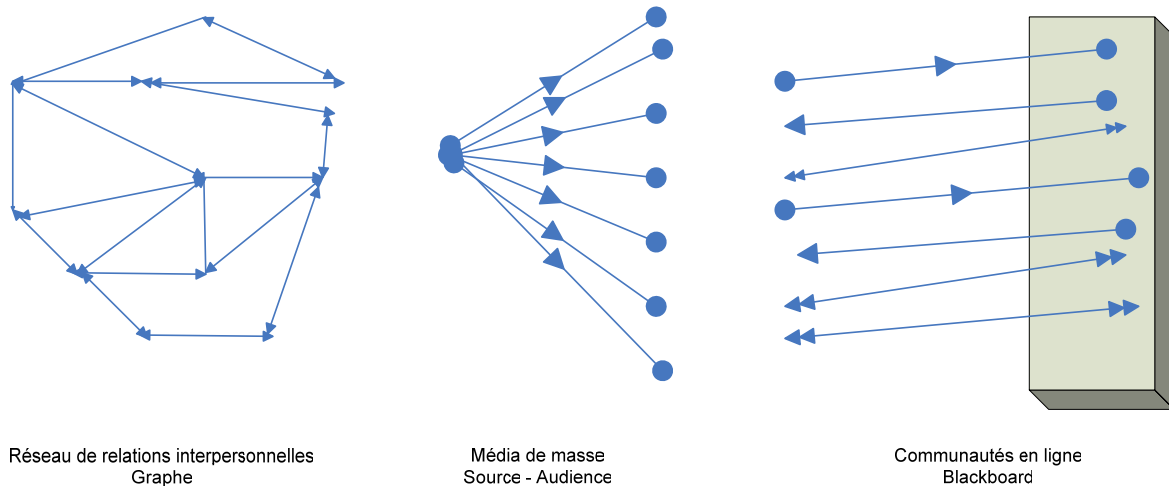 Réseau de relations interpersonnelles
Graphe
Média de masse
Source - Audience
Communautés en ligne
Blackboard